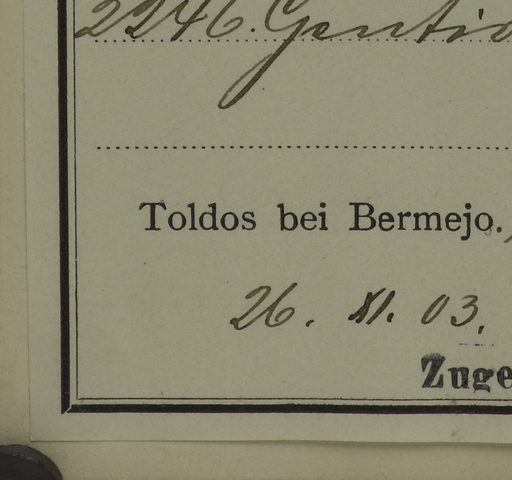 2246. Gentia
Toldos bei Bermejo.
26. XI. 03.
Zuge